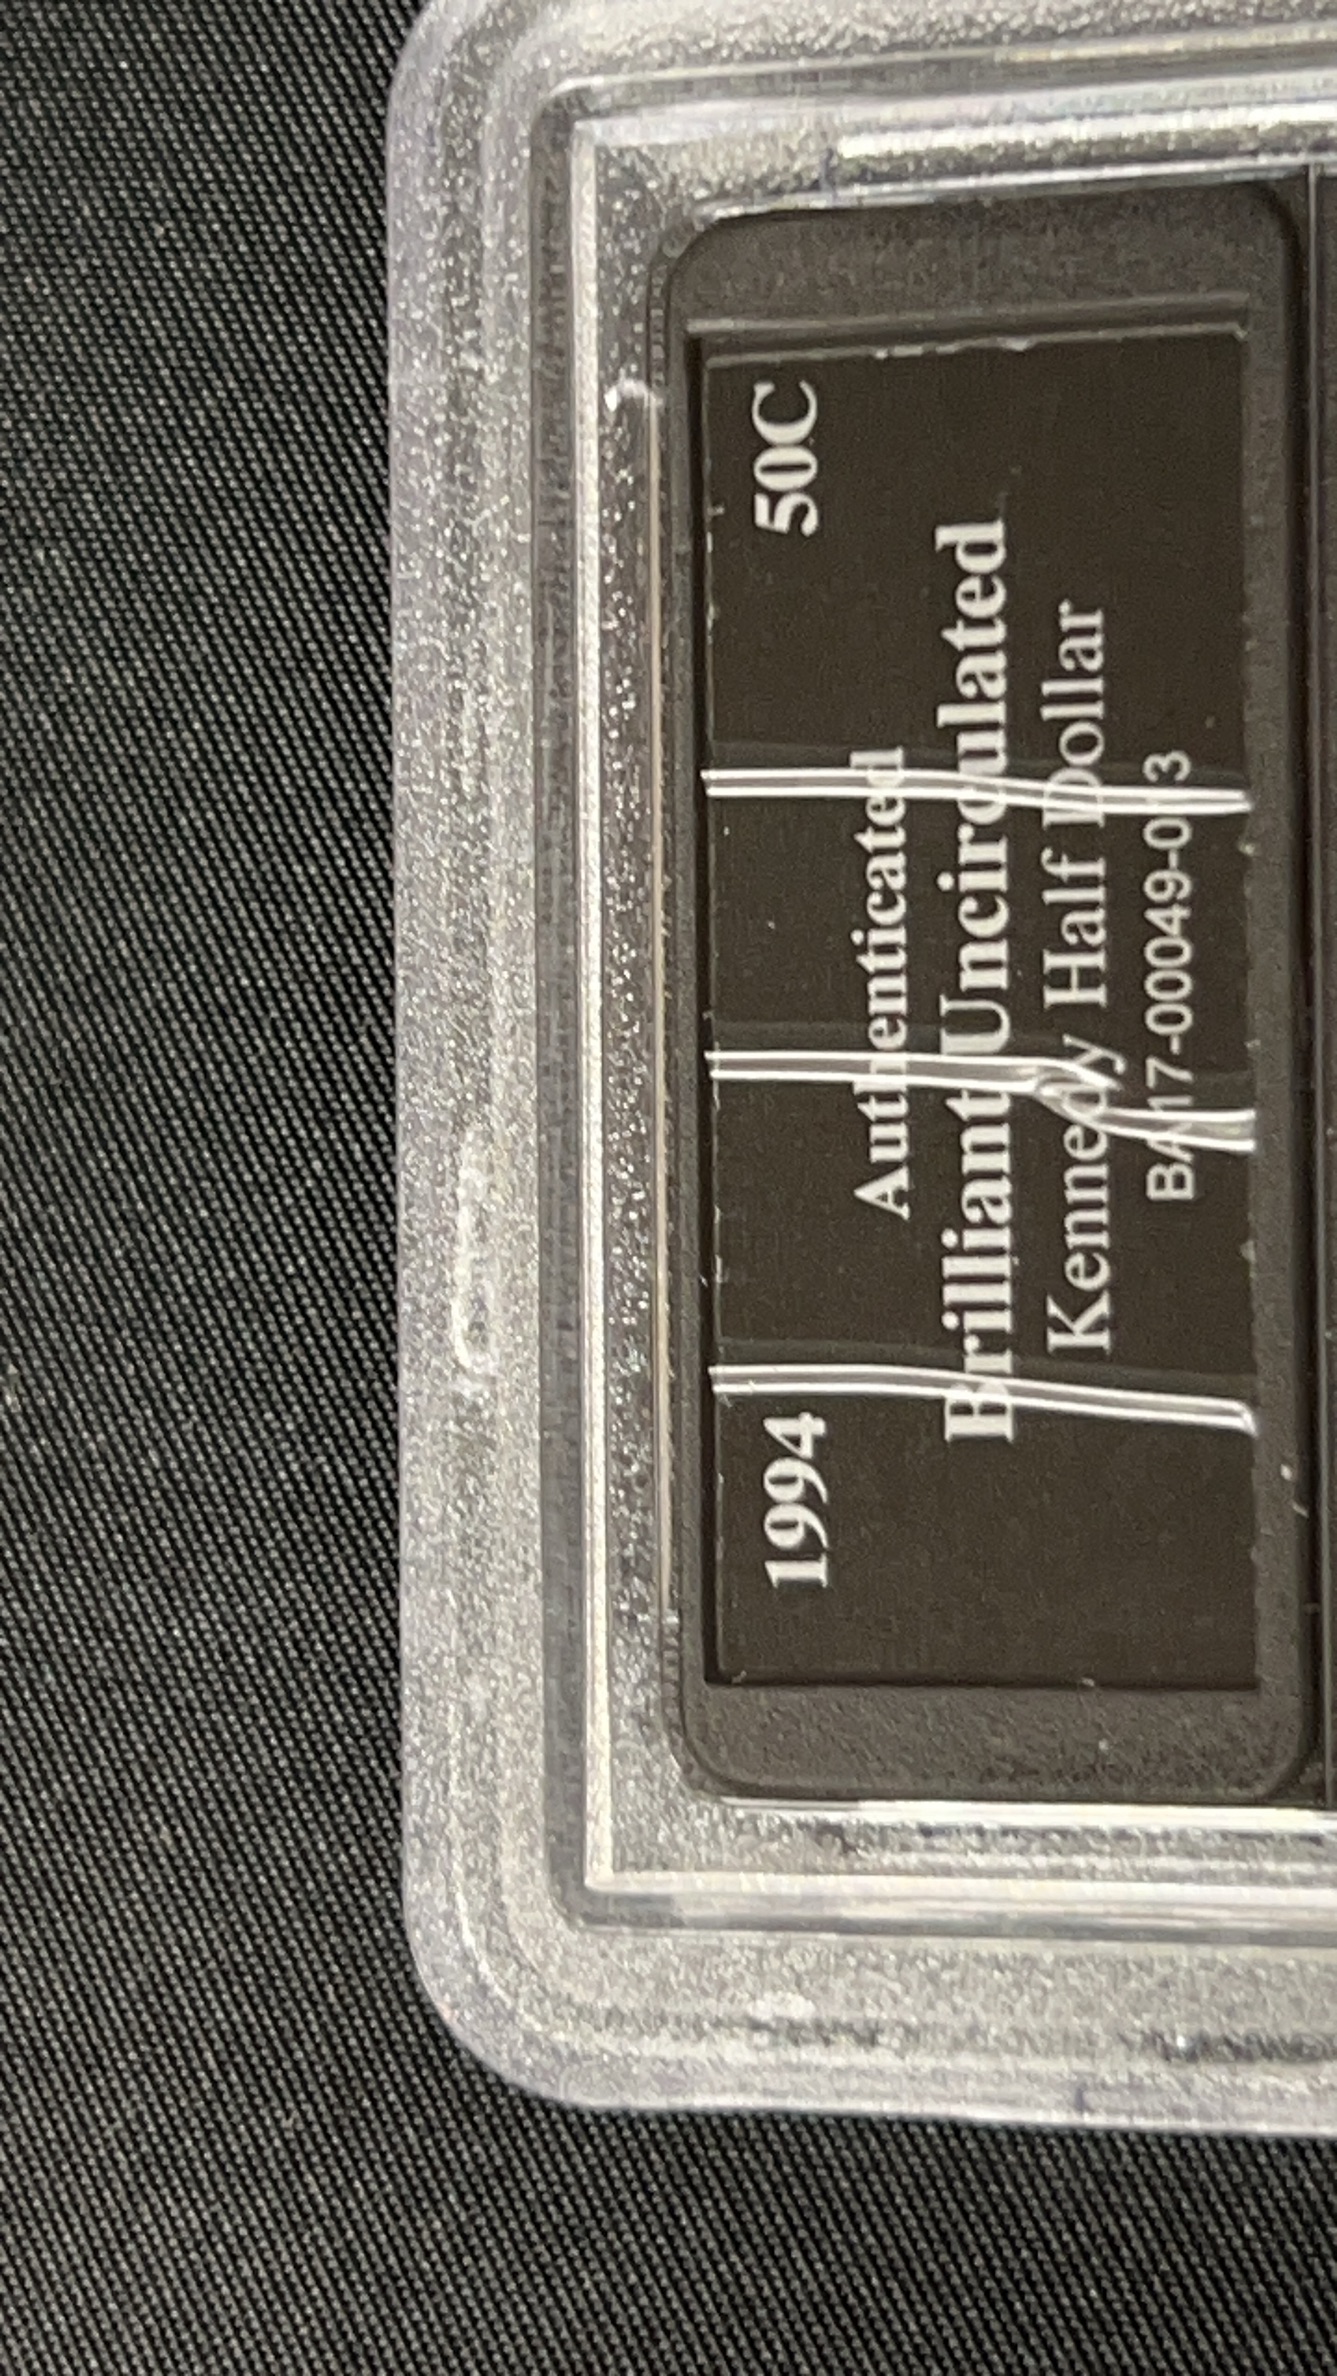 1994 50C
Authenticated
Brilliant Uncirculated
Kennedy Half Dollar